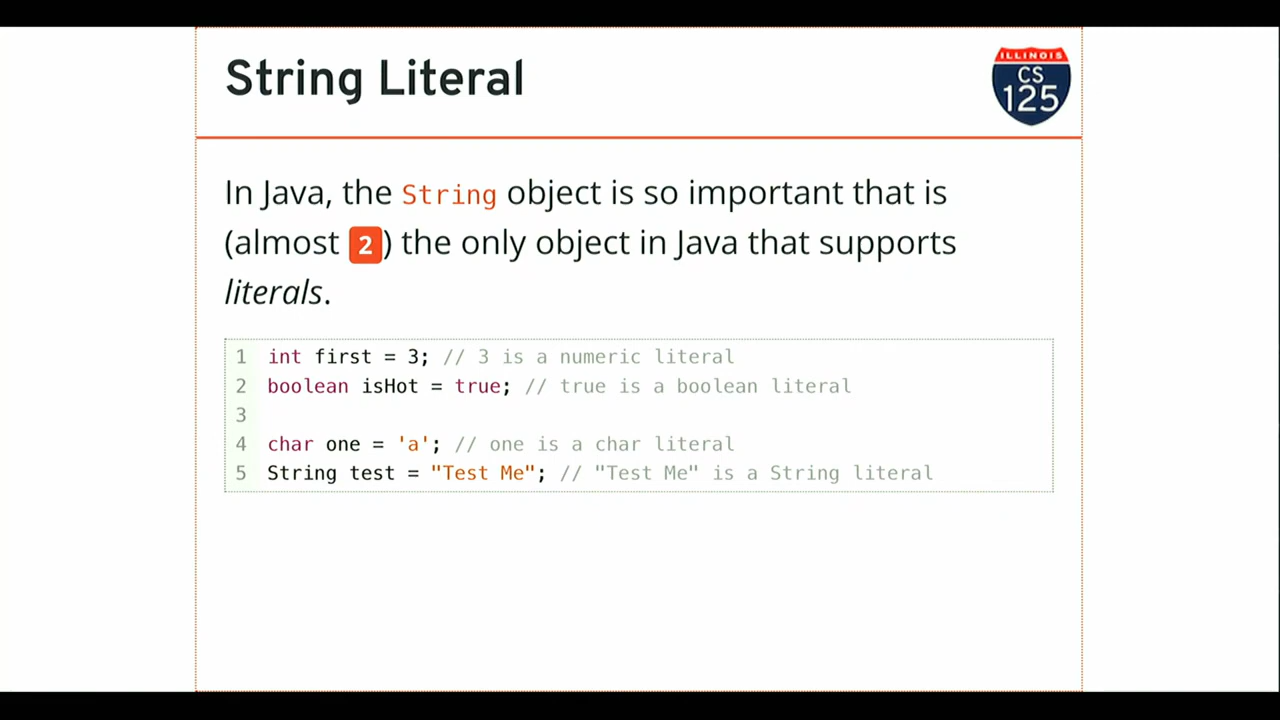 String Literal
ILLINOIS
CS
125
In Java, the String object is so important that is
(almost 2) the only object in Java that supports
literals.
1 int first = 3; // 3 is a numeric literal
2 boolean isHot = true; // true is a boolean literal
3
4 char one = 'a'; // one is a char literal
5 String test = "Test Me"; // "Test Me" is a String literal